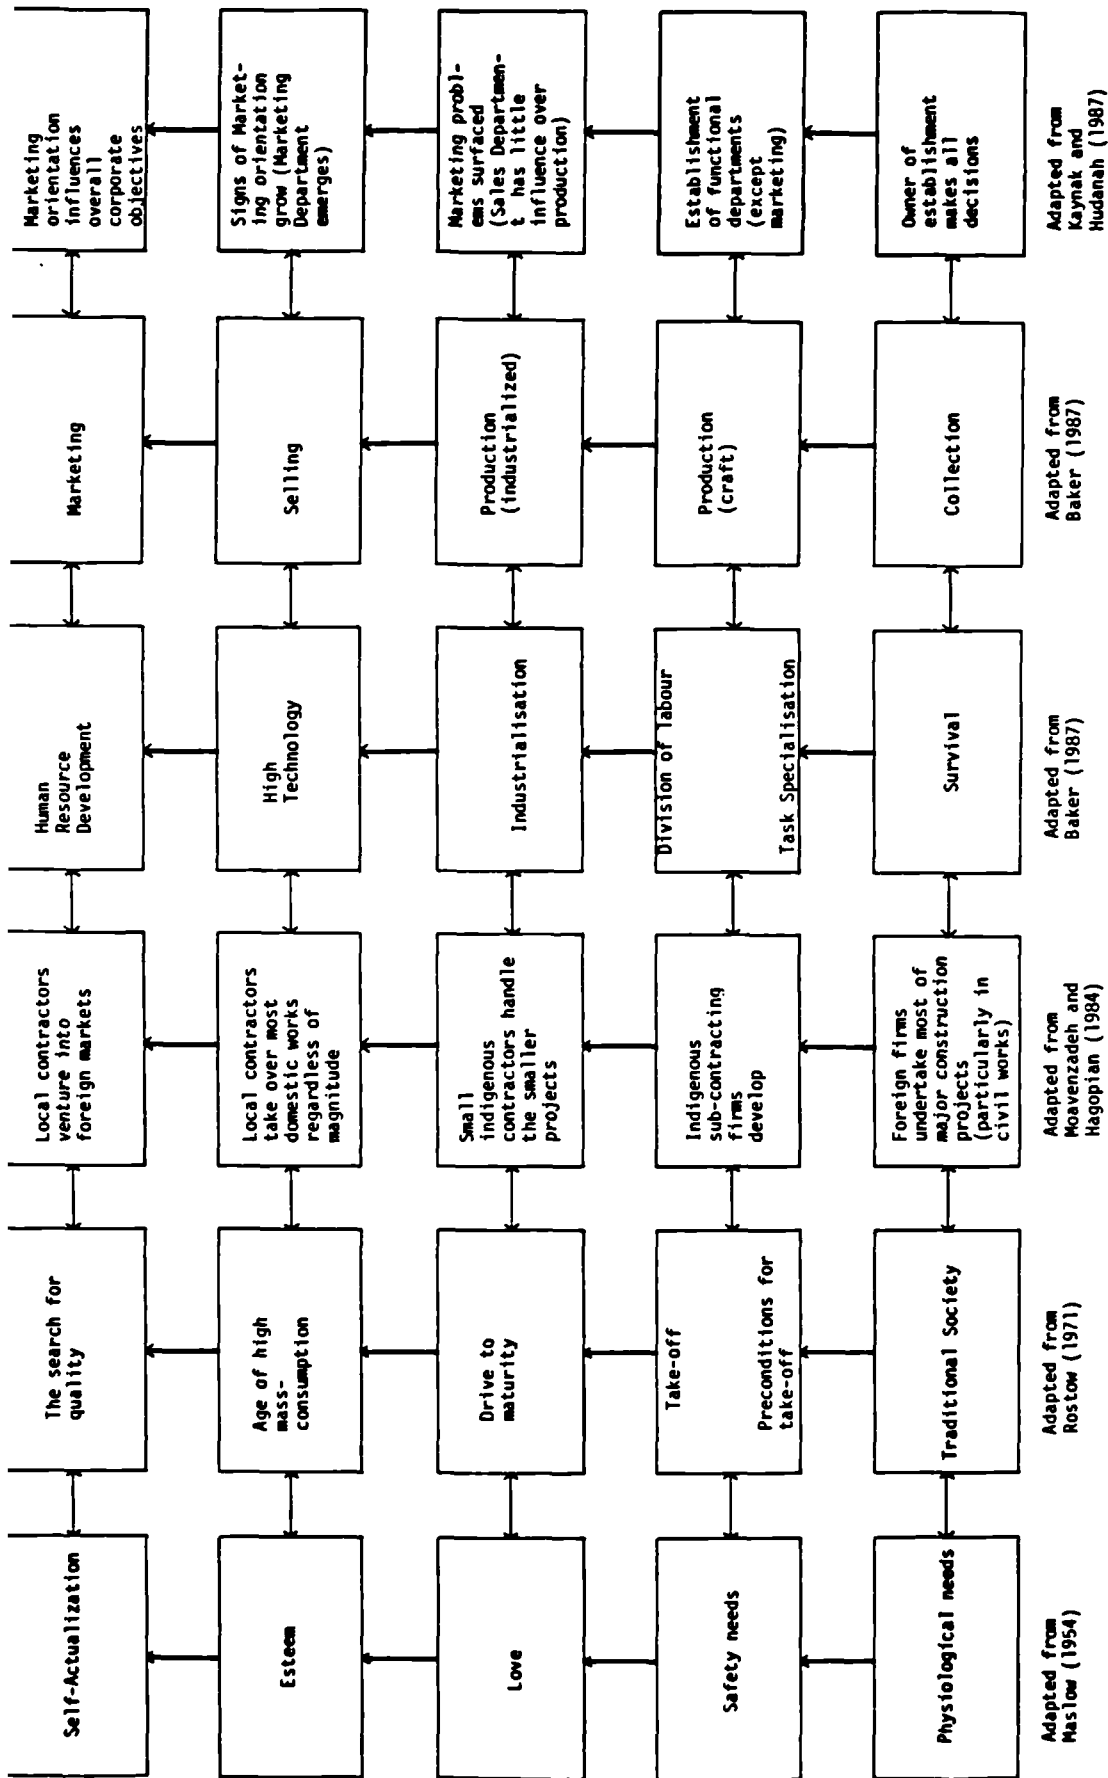 Self-Actualization
The search for
quality
Local contractors
venture into
foreign markets
Human
Resource
Development
Marketing
Marketing
orientation
influences
overall
corporate
objectives
Esteem
Age of high
mass-
consumption
Local contractors
take over most
domestic works
regardless of
magnitude
High
Technology
Selling
Signs of Market-
ing orientation
grow (Marketing
Department
emerges)
Love
Drive to
maturity
Small
indigenous
contractors handle
the smaller
projects
Industrialisation
Production
(industrialized)
Marketing probl-
ems surfaced
(Sales Departmen-
t has little
influence over
production)
Safety needs
Take-off
Preconditions for
take-off
Indigenous
sub-contracting
firms
develop
Division of labour
Task Specialisation
Production
(craft)
Establishment
of functional
departments
(except
marketing)
Physiological needs
Traditional Society
Foreign firms
undertake most of
major construction
projects
(particularly in
civil works)
Survival
Collection
Owner of
establishment
makes all
decisions
Adapted from
Maslow (1954)
Adapted from
Rostow (1971)
Adapted from
Moavenzadeh and
Hagopian (1984)
Adapted from
Baker (1987)
Adapted from
Baker (1987)
Adapted from
Kaynak and
Hudanah (1987)